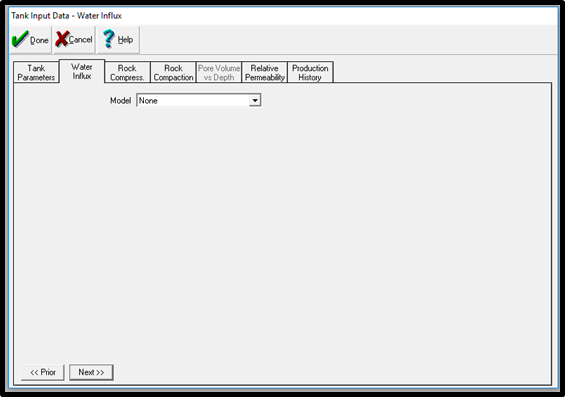 Tank Input Data - Water Influx
Done Cancel Help
Tank Parameters
Water Influx
Rock Compress.
Rock Compaction
Pore Volume vs Depth
Relative Permeability
Production History
Model None
<< Prior Next >>